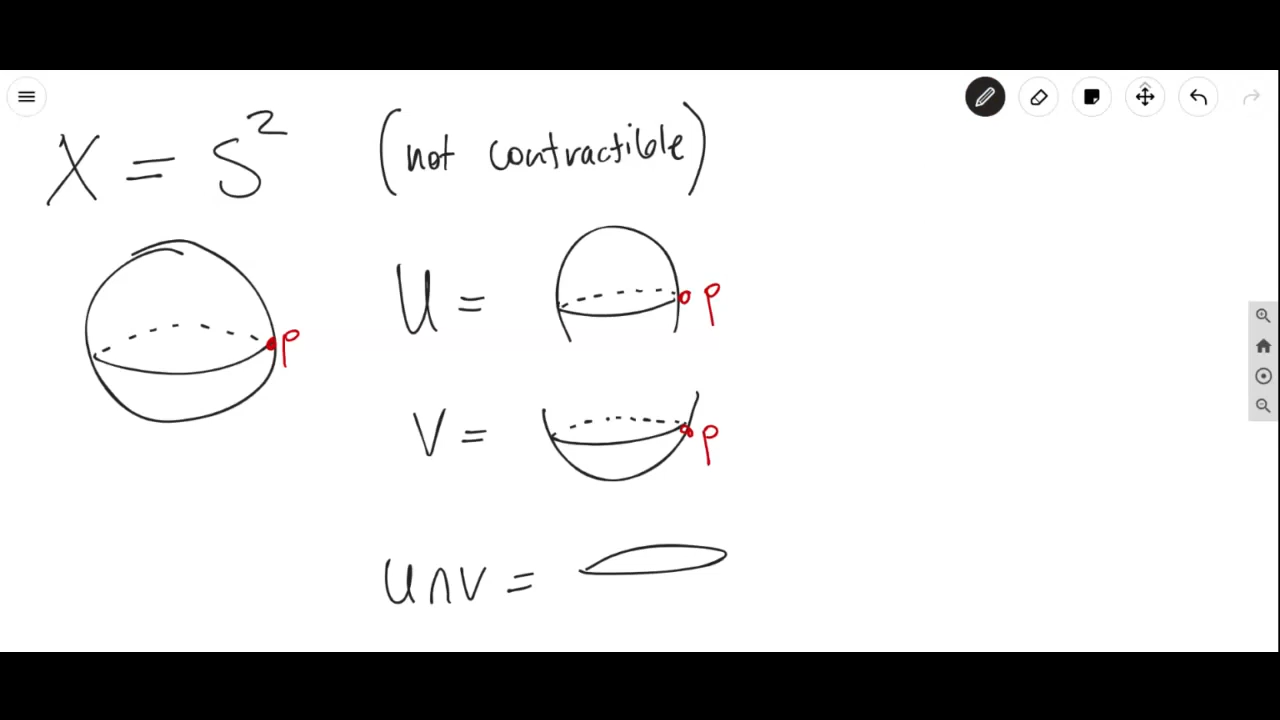 X = S² (not contractible)
p
U = p
V = p
U∩V =